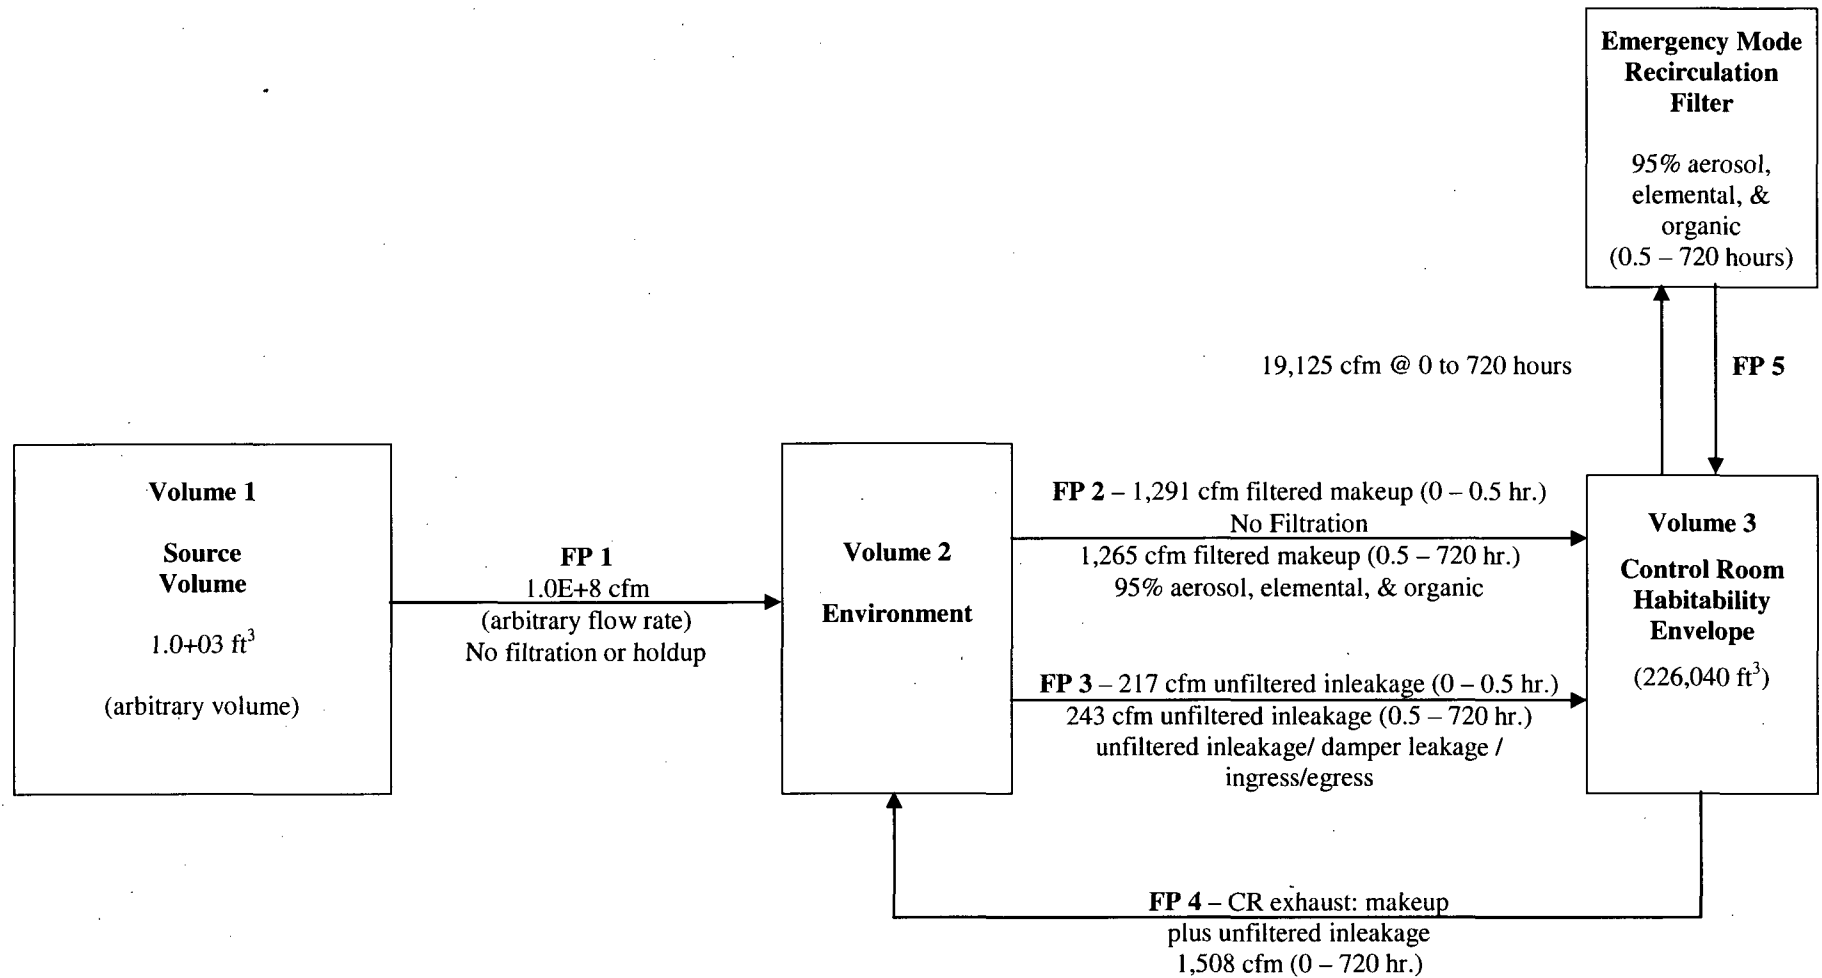 Emergency Mode
Recirculation
Filter
95% aerosol,
elemental, &
organic
(0.5 – 720 hours)
19,125 cfm @ 0 to 720 hours
FP 5
Volume 1
Source
Volume
1.0+03 ft³
(arbitrary volume)
FP 1
1.0E+8 cfm
(arbitrary flow rate)
No filtration or holdup
Volume 2
Environment
FP 2 – 1,291 cfm filtered makeup (0 – 0.5 hr.)
No Filtration
1,265 cfm filtered makeup (0.5 – 720 hr.)
95% aerosol, elemental, & organic
FP 3 – 217 cfm unfiltered inleakage (0 – 0.5 hr.)
243 cfm unfiltered inleakage (0.5 – 720 hr.)
unfiltered inleakage/ damper leakage /
ingress/egress
Volume 3
Control Room
Habitability
Envelope
(226,040 ft³)
FP 4 – CR exhaust: makeup
plus unfiltered inleakage
1,508 cfm (0 – 720 hr.)